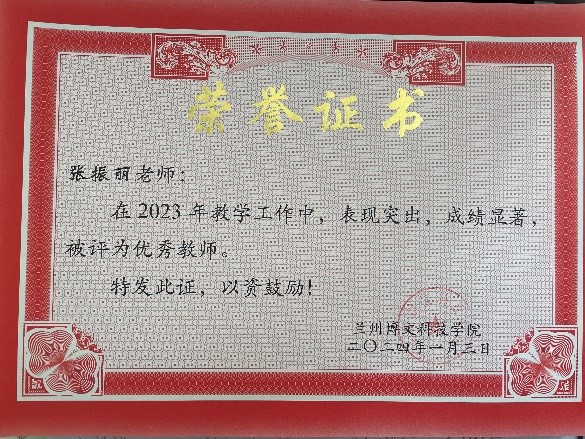 荣誉证书
张振丽老师：
在2023年教学工作中，表现突出，成绩显著，
被评为优秀教师。
特发此证，以资鼓励！
兰州博文科技学院
二〇二四年一月三日